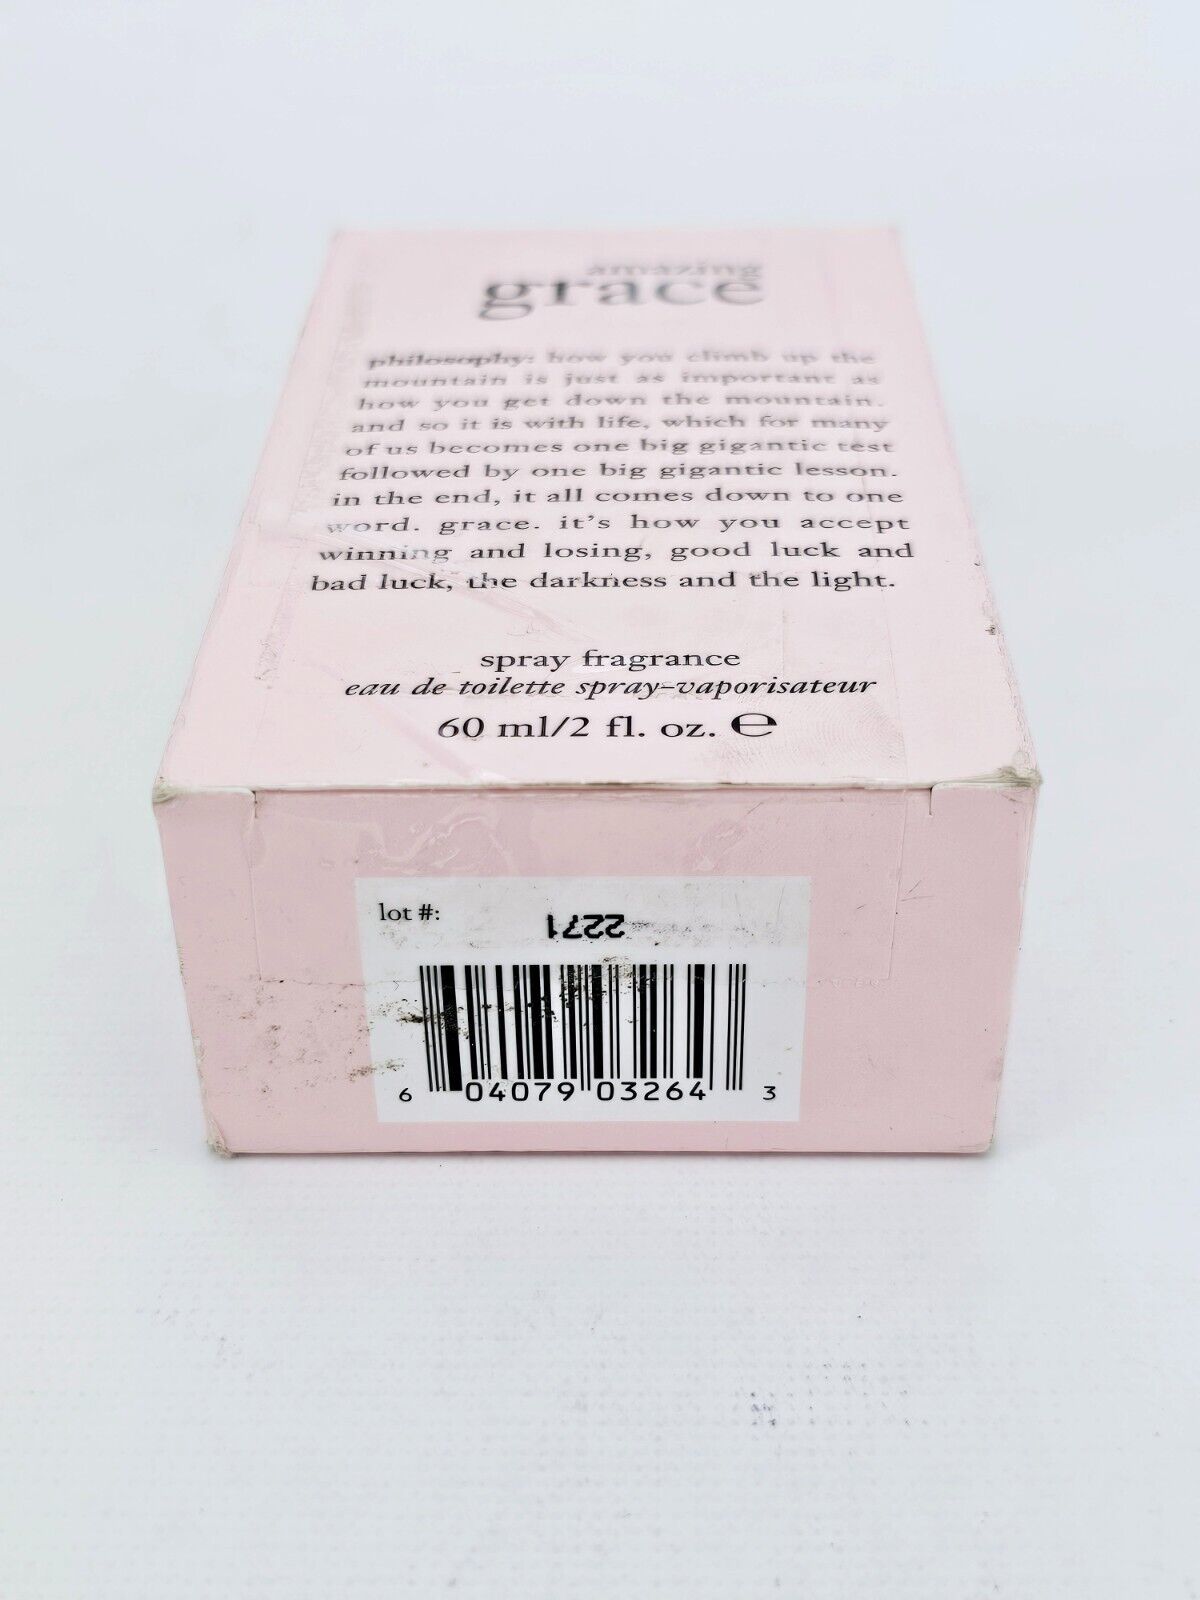 amazing
grace
philosophy: how you climb up the
mountain is just as important as
how you get down the mountain.
and so it is with life, which for many
of us becomes one big gigantic test
followed by one big gigantic lesson.
in the end, it all comes down to one
word. grace. it's how you accept
winning and losing, good luck and
bad luck, the darkness and the light.
spray fragrance
eau de toilette spray-vaporisateur
60 ml/2 fl. oz. ℮
lot #:
2271
6 04079 03264 3